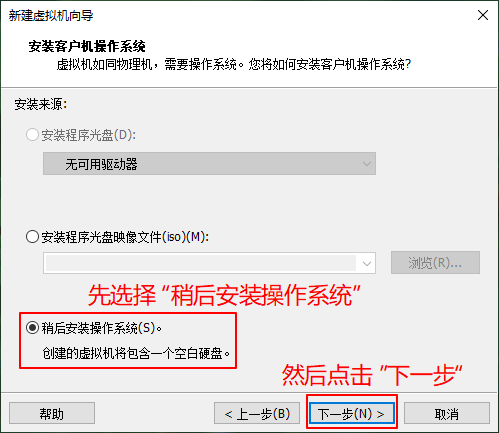 新建虚拟机向导
安装客户机操作系统
虚拟机如同物理机，需要操作系统。您将如何安装客户机操作系统?
安装来源:
安装程序光盘(D):
无可用驱动器
安装程序光盘映像文件(iso)(M):
浏览(R)...
先选择 “稍后安装操作系统”
稍后安装操作系统(S)。
创建的虚拟机将包含一个空白硬盘。
然后点击 “下一步“
帮助
< 上一步(B)
下一步(N) >
取消